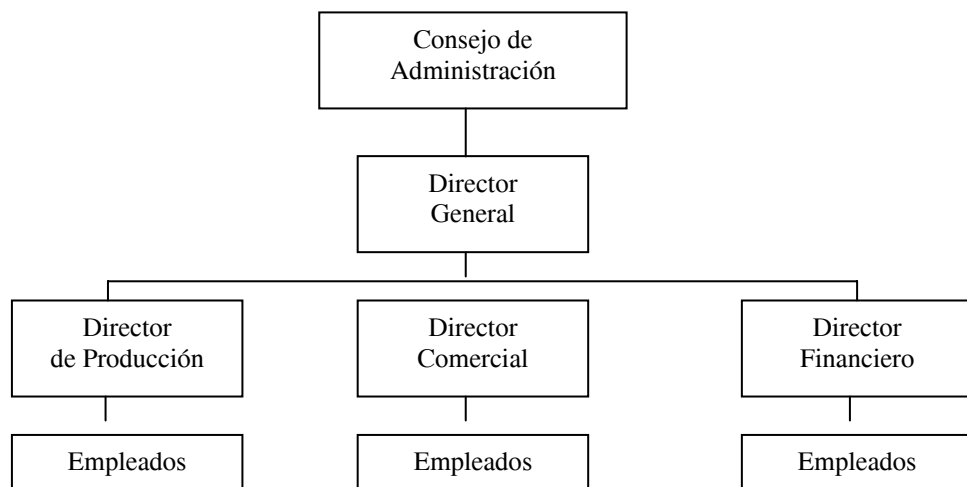 Consejo de
Administración
Director
General
Director
de Producción
Director
Comercial
Director
Financiero
Empleados
Empleados
Empleados